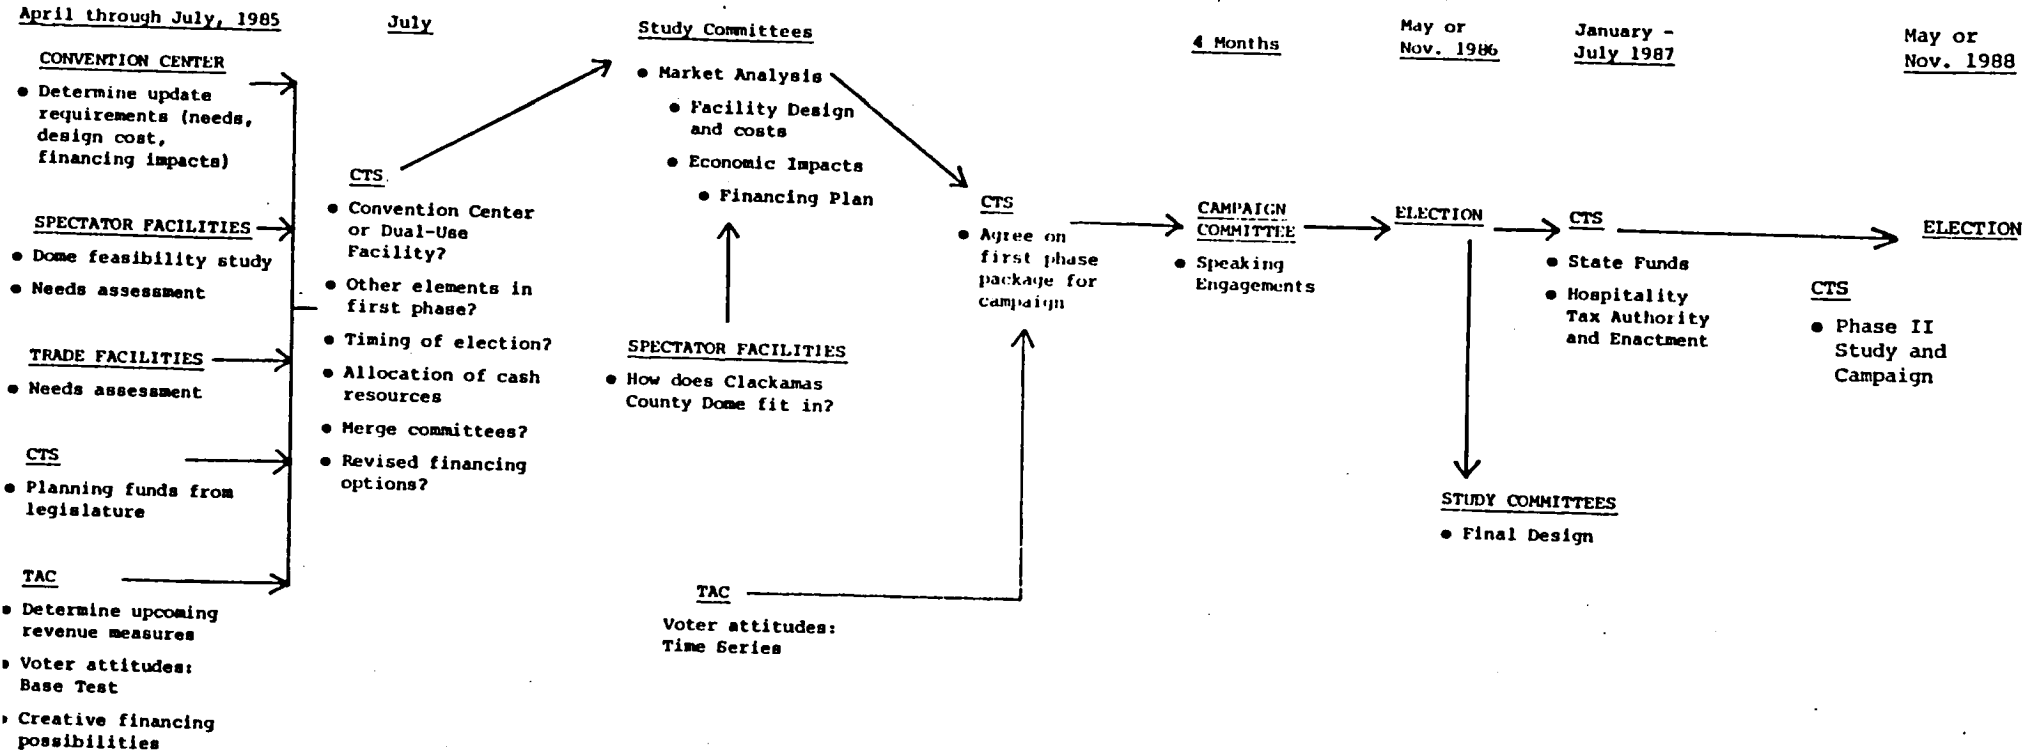 April through July, 1985
CONVENTION CENTER
● Determine update
requirements (needs,
design cost,
financing impacts)
SPECTATOR FACILITIES
● Dome feasibility study
● Needs assessment
TRADE FACILITIES
● Needs assessment
CTS
● Planning funds from
legislature
TAC
● Determine upcoming
revenue measures
● Voter attitudes:
Base Test
● Creative financing
possibilities
July
CTS
● Convention Center
or Dual-Use
Facility?
● Other elements in
first phase?
● Timing of election?
● Allocation of cash
resources
● Merge committees?
● Revised financing
options?
Study Committees
● Market Analysis
● Facility Design
and costs
● Economic Impacts
● Financing Plan
SPECTATOR FACILITIES
● How does Clackamas
County Dome fit in?
TAC
Voter attitudes:
Time Series
CTS
● Agree on
first phase
package for
campaign
4 Months
CAMPAIGN
COMMITTEE
● Speaking
Engagements
May or
Nov. 1986
ELECTION
STUDY COMMITTEES
● Final Design
January -
July 1987
CTS
● State Funds
● Hospitality
Tax Authority
and Enactment
CTS
● Phase II
Study and
Campaign
May or
Nov. 1988
ELECTION